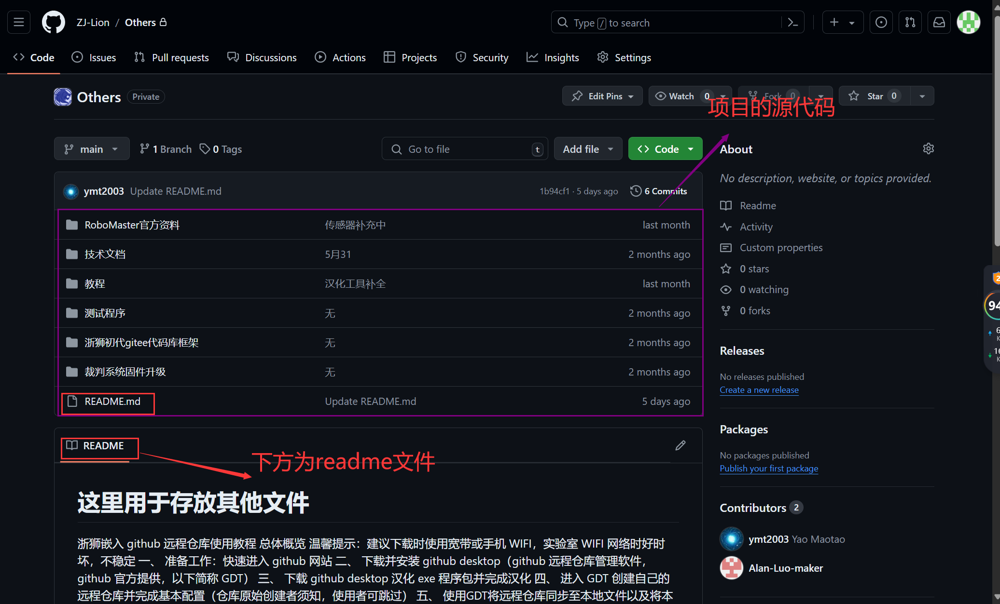 ZJ-Lion / Others
Type / to search
Code Issues Pull requests Discussions Actions Projects Security Insights Settings
Others Private
Edit Pins Watch 0 Fork 0 Star 0
项目的源代码
main 1 Branch 0 Tags
Go to file t Add file Code
ymt2003 Update README.md 1b94cf1 · 5 days ago 6 Commits
RoboMaster官方资料 传感器补充中 last month
技术文档 5月31 2 months ago
教程 汉化工具补全 last month
测试程序 无 2 months ago
浙狮初代gitee代码库框架 无 2 months ago
裁判系统固件升级 无 2 months ago
README.md Update README.md 5 days ago
README
下方为readme文件
这里用于存放其他文件
浙狮嵌入 github 远程仓库使用教程 总体概览 温馨提示：建议下载时使用宽带或手机 WIFI，实验室 WIFI 网络时好时
坏，不稳定 一、 准备工作：快速进入 github 网站 二、 下载并安装 github desktop（github 远程仓库管理软件，
github 官方提供，以下简称 GDT） 三、 下载 github desktop 汉化 exe 程序包并完成汉化 四、 进入 GDT 创建自己的
远程仓库并完成基本配置（仓库原始创建者须知，使用者可跳过） 五、 使用GDT将远程仓库同步至本地文件以及将本
About
No description, website, or topics provided.
Readme
Activity
Custom properties
0 stars
0 watching
0 forks
Releases
No releases published
Create a new release
Packages
No packages published
Publish your first package
Contributors 2
ymt2003 Yao Maotao
Alan-Luo-maker
2
94
6
K
16
K